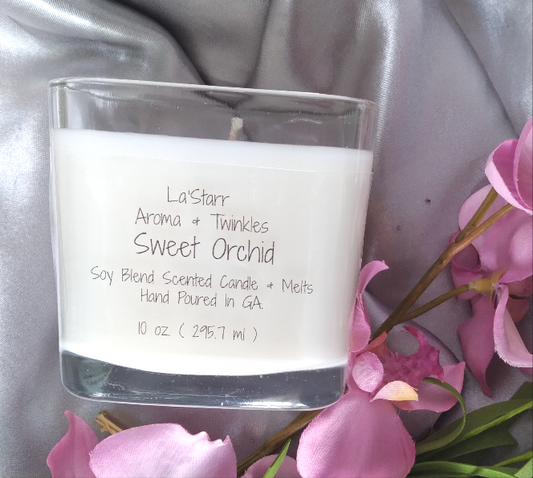 La'Starr
Aroma & Twinkles
Sweet Orchid
Soy Blend Scented Candle & Melts
Hand Poured In GA.
10 oz ( 295.7 ml )